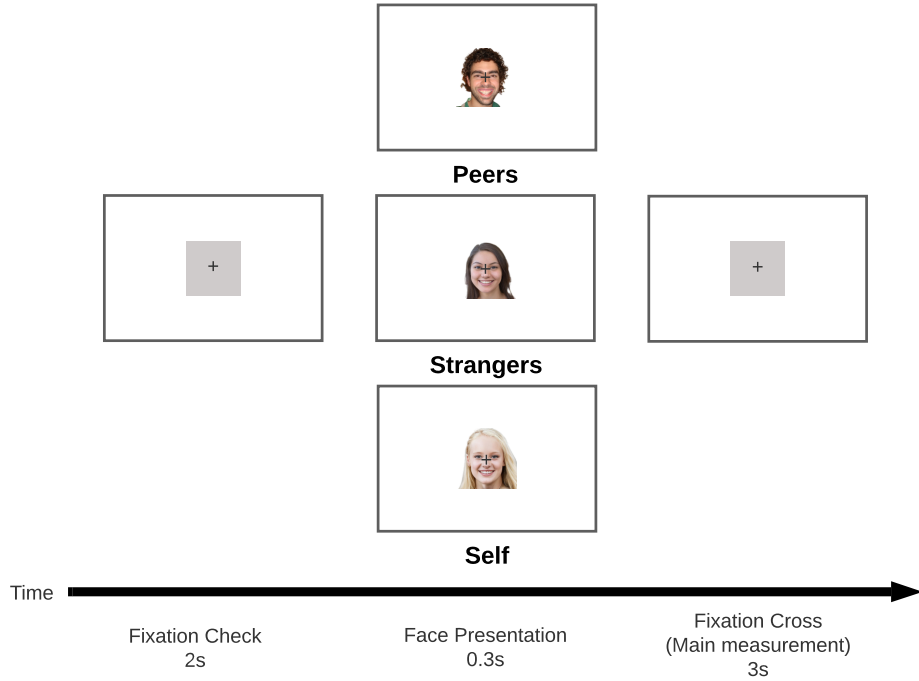 Peers
Strangers
Self
Time
Fixation Check
2s
Face Presentation
0.3s
Fixation Cross
(Main measurement)
3s